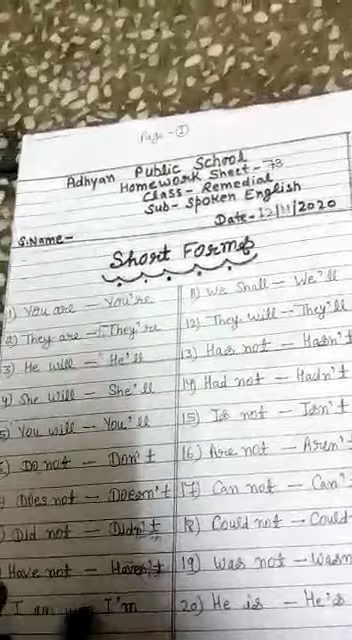 Page-①
Adhyan Public School
Homework Sheet-78
Class- Remedial
Sub- Spoken English
Date-12/11/2020
S.Name-
Short Forms
1) You are - You're
2) They are - They're
3) He will - He'll
4) She will - She'll
5) You will - You'll
Do not - Don't
Does not - Doesn't
Did not - Didn't
Have not - Haven't
I am I'm
11) We Shall - We'll
12) They will - They'll
13) Has not - Hasn't
14) Had not - Hadn't
15) Is not - Isn't
16) Are not - Aren'
17) Can not - Can'
18) Could not - Could
19) Was not - Wasn
20) He is - He's